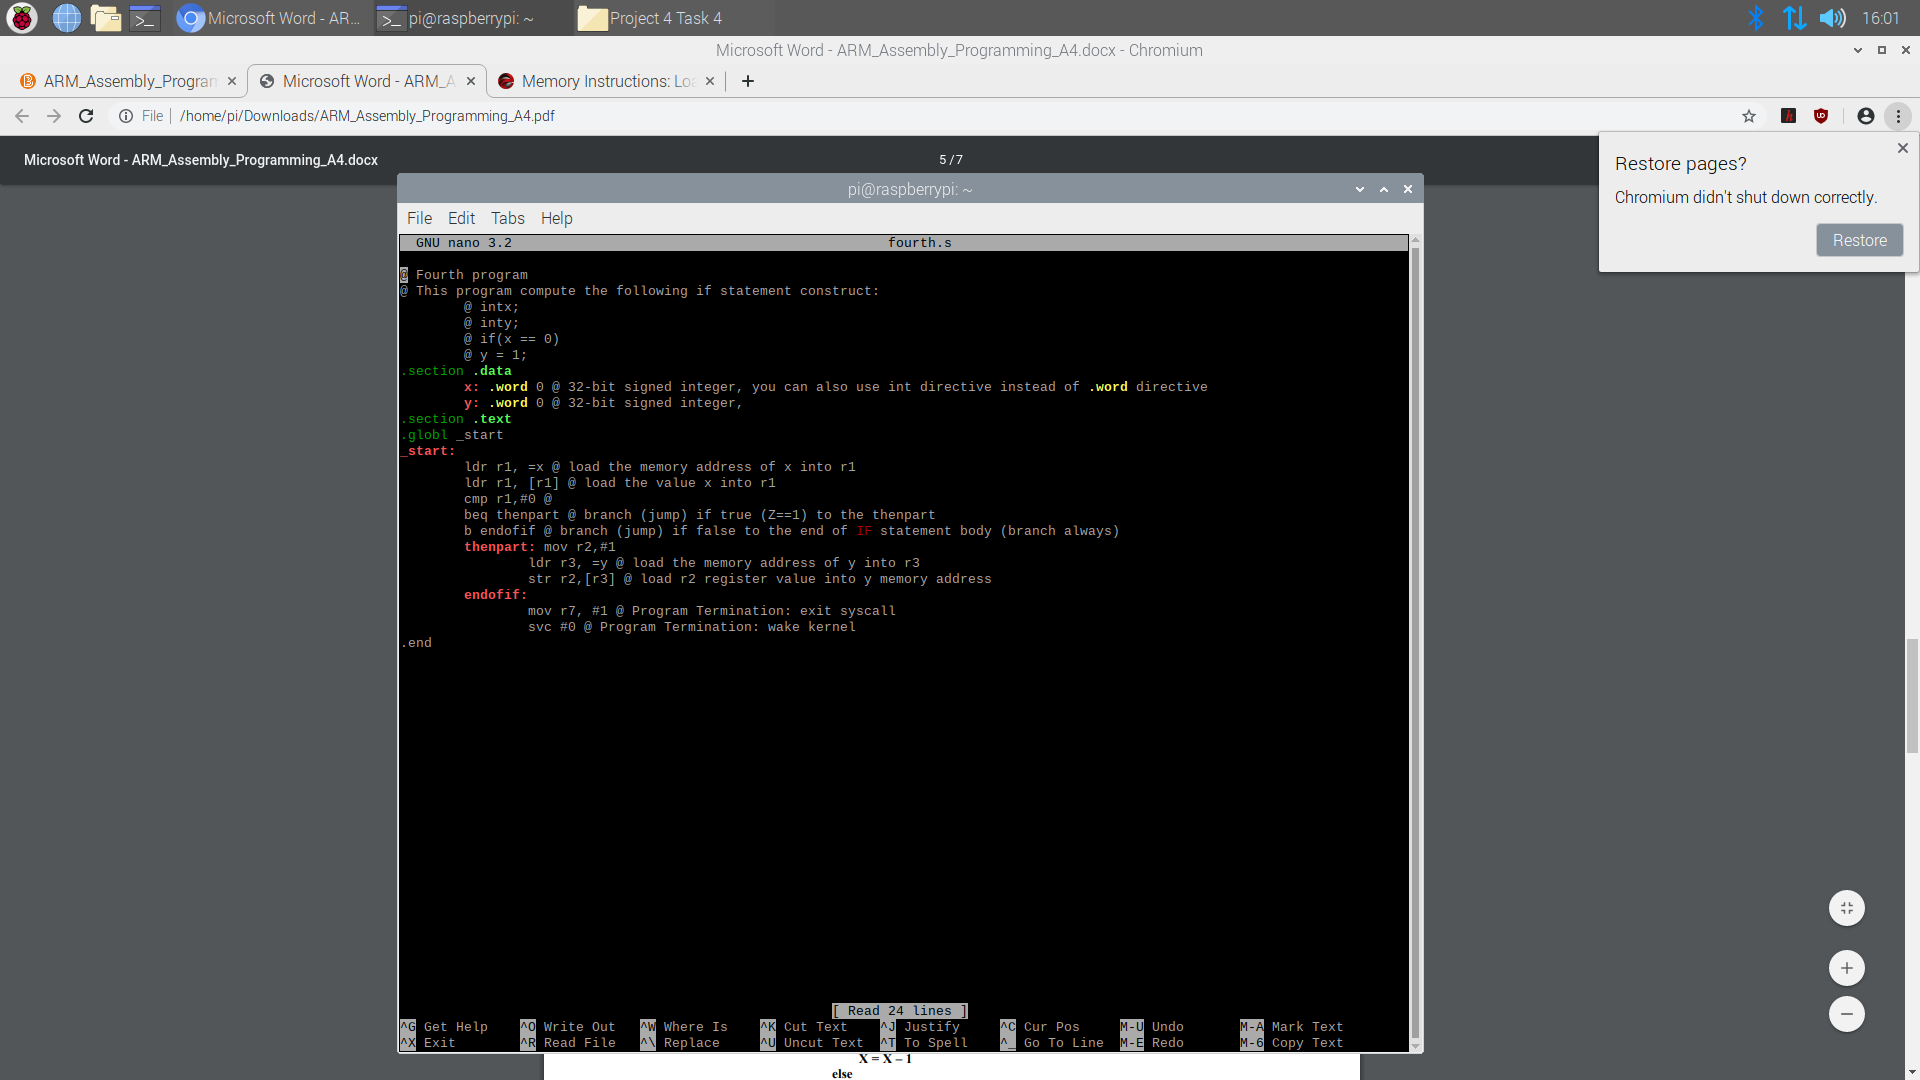 Microsoft Word - AR... pi@raspberrypi: ~ Project 4 Task 4 16:01
Microsoft Word - ARM_Assembly_Programming_A4.docx - Chromium
ARM_Assembly_Program Microsoft Word - ARM_A Memory Instructions: Loa
File /home/pi/Downloads/ARM_Assembly_Programming_A4.pdf
Microsoft Word - ARM_Assembly_Programming_A4.docx 5 / 7
Restore pages?
Chromium didn't shut down correctly.
Restore
pi@raspberrypi: ~
File Edit Tabs Help
GNU nano 3.2 fourth.s
@ Fourth program
@ This program compute the following if statement construct:
@ intx;
@ inty;
@ if(x == 0)
@ y = 1;
.section .data
x: .word 0 @ 32-bit signed integer, you can also use int directive instead of .word directive
y: .word 0 @ 32-bit signed integer,
.section .text
.globl _start
_start:
ldr r1, =x @ load the memory address of x into r1
ldr r1, [r1] @ load the value x into r1
cmp r1,#0 @
beq thenpart @ branch (jump) if true (Z==1) to the thenpart
b endofif @ branch (jump) if false to the end of IF statement body (branch always)
thenpart: mov r2,#1
ldr r3, =y @ load the memory address of y into r3
str r2,[r3] @ load r2 register value into y memory address
endofif:
mov r7, #1 @ Program Termination: exit syscall
svc #0 @ Program Termination: wake kernel
.end
[ Read 24 lines ]
^G Get Help ^O Write Out ^W Where Is ^K Cut Text ^J Justify ^C Cur Pos M-U Undo M-A Mark Text
^X Exit ^R Read File ^\ Replace ^U Uncut Text ^T To Spell ^_ Go To Line M-E Redo M-6 Copy Text
X = X – 1
else